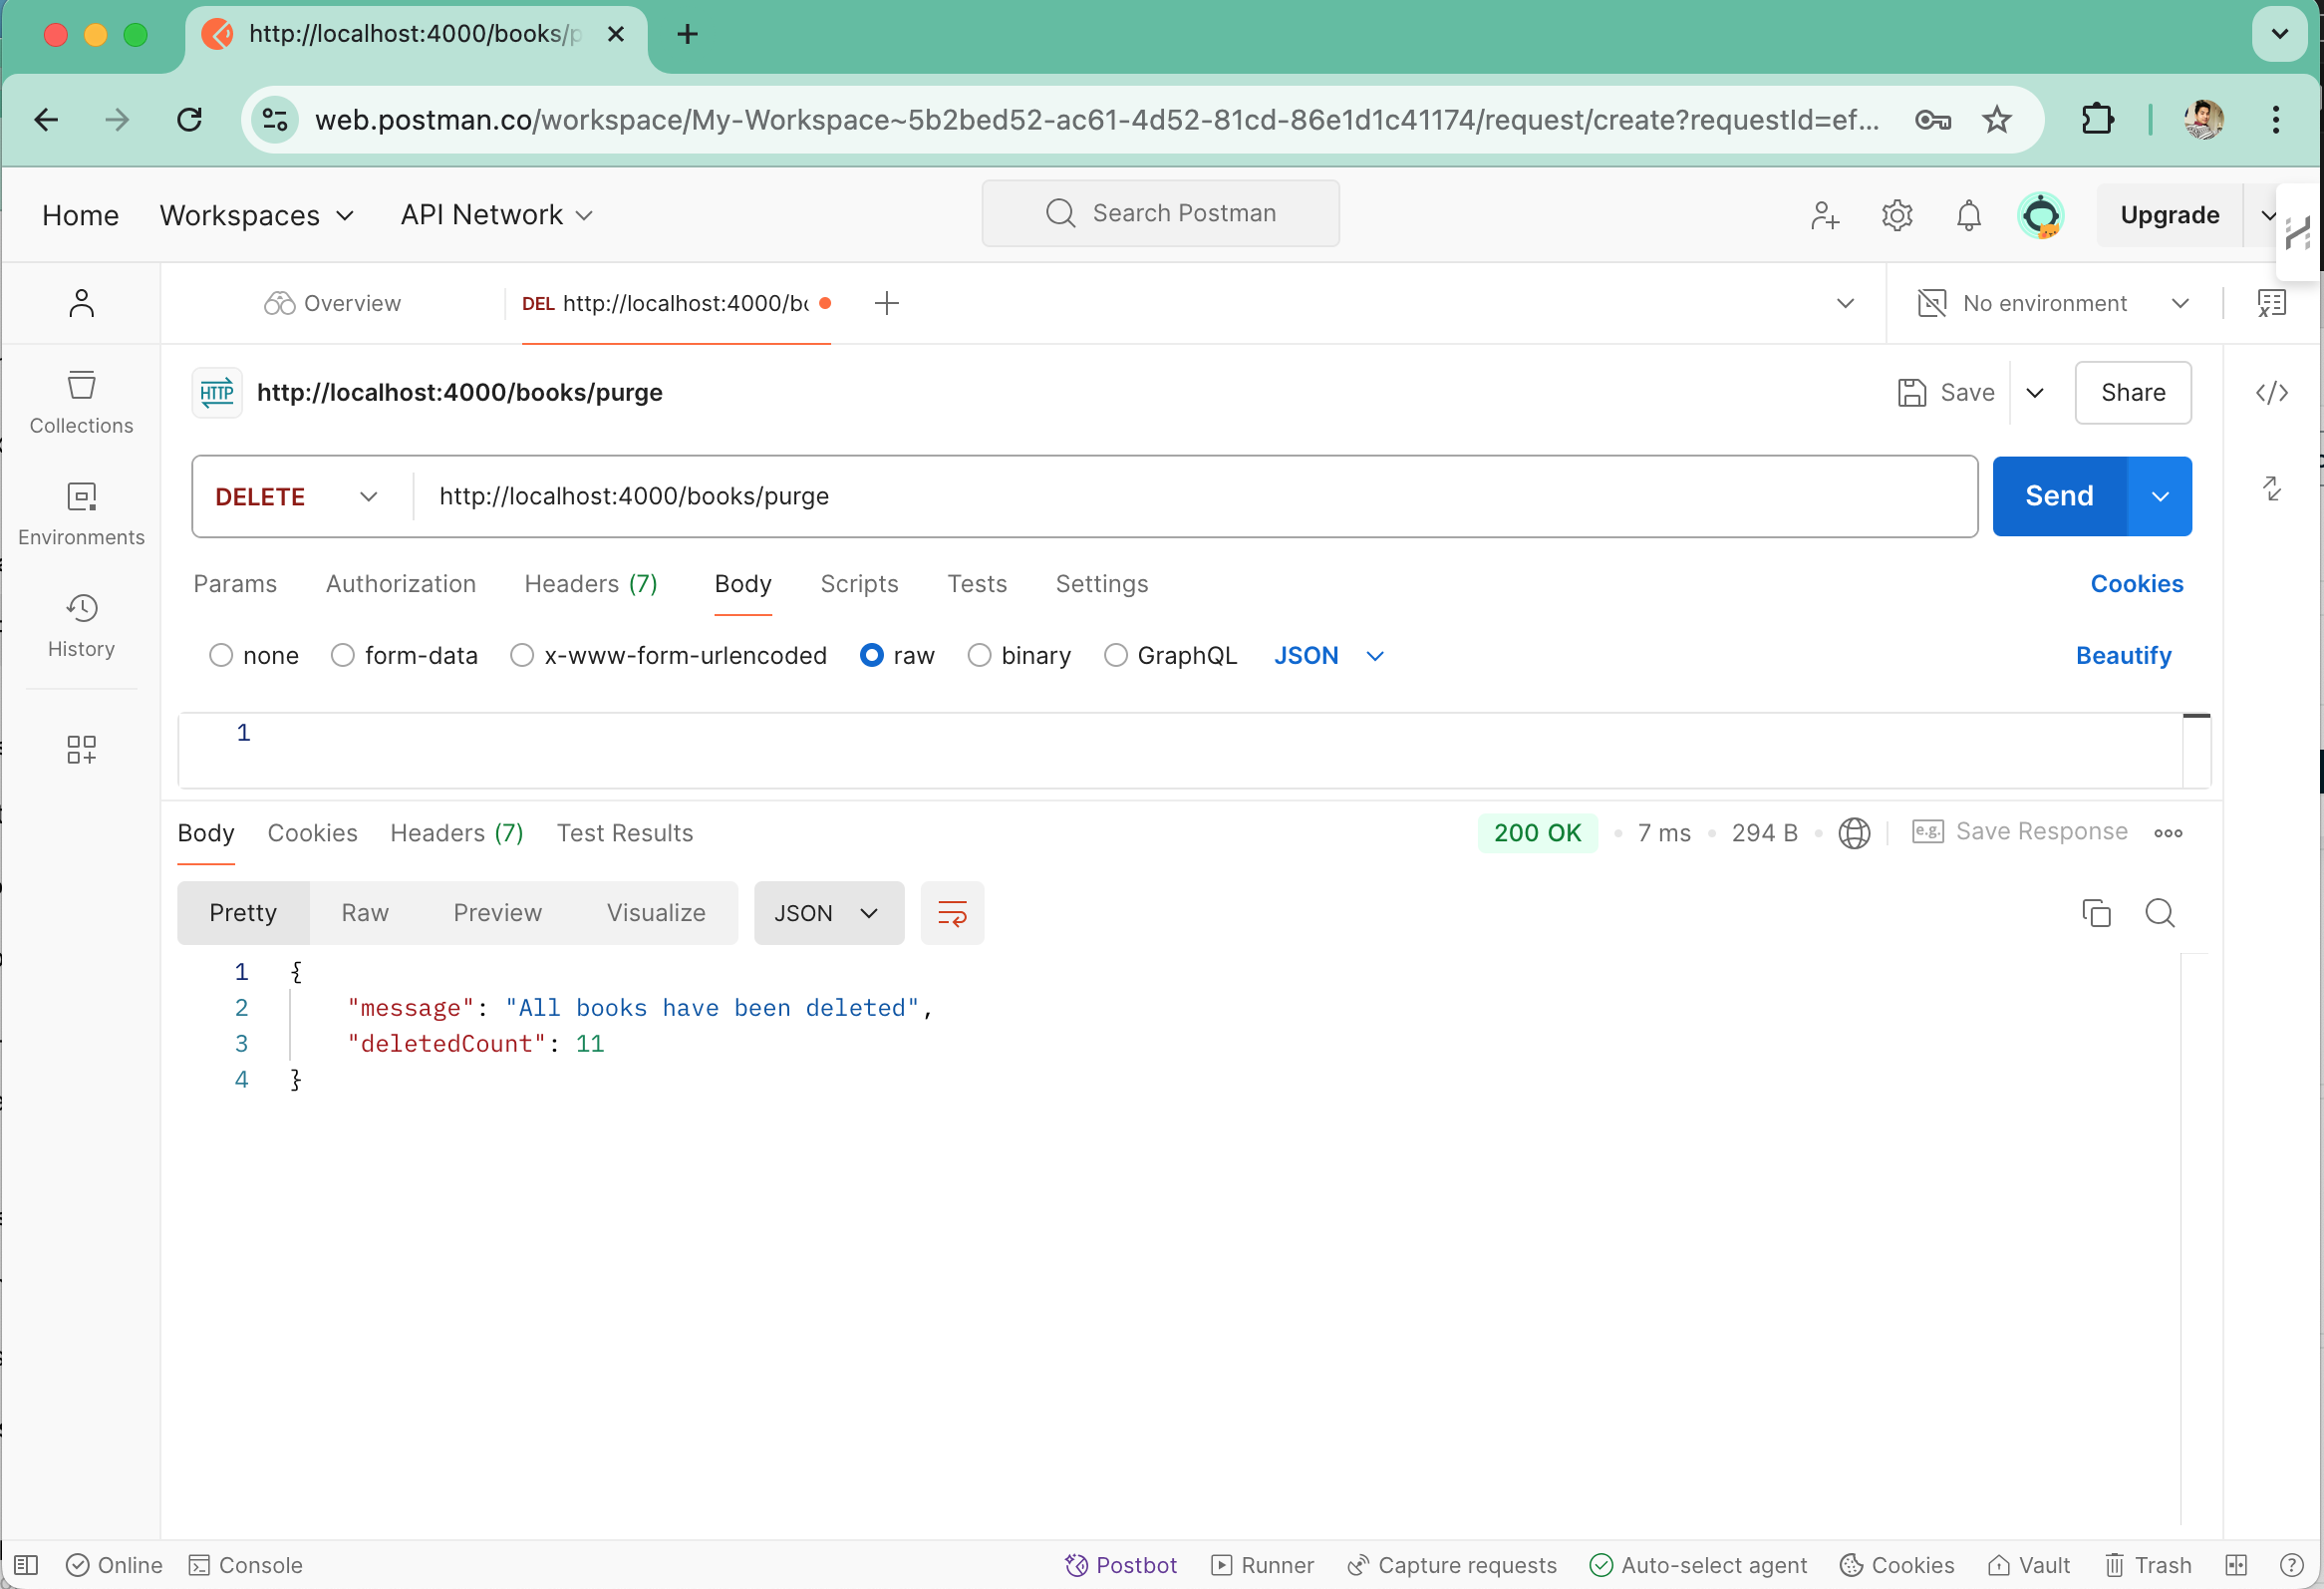 http://localhost:4000/books/p
web.postman.co/workspace/My-Workspace~5b2bed52-ac61-4d52-81cd-86e1d1c41174/request/create?requestId=ef...
Home Workspaces API Network Search Postman Upgrade
Overview DEL http://localhost:4000/bo No environment
HTTP http://localhost:4000/books/purge Save Share
Collections
DELETE http://localhost:4000/books/purge Send
Environments
Params Authorization Headers (7) Body Scripts Tests Settings Cookies
History
none form-data x-www-form-urlencoded raw binary GraphQL JSON Beautify
1
Body Cookies Headers (7) Test Results 200 OK 7 ms 294 B e.g. Save Response
Pretty Raw Preview Visualize JSON
1 {
2 "message": "All books have been deleted",
3 "deletedCount": 11
4 }
Online Console Postbot Runner Capture requests Auto-select agent Cookies Vault Trash